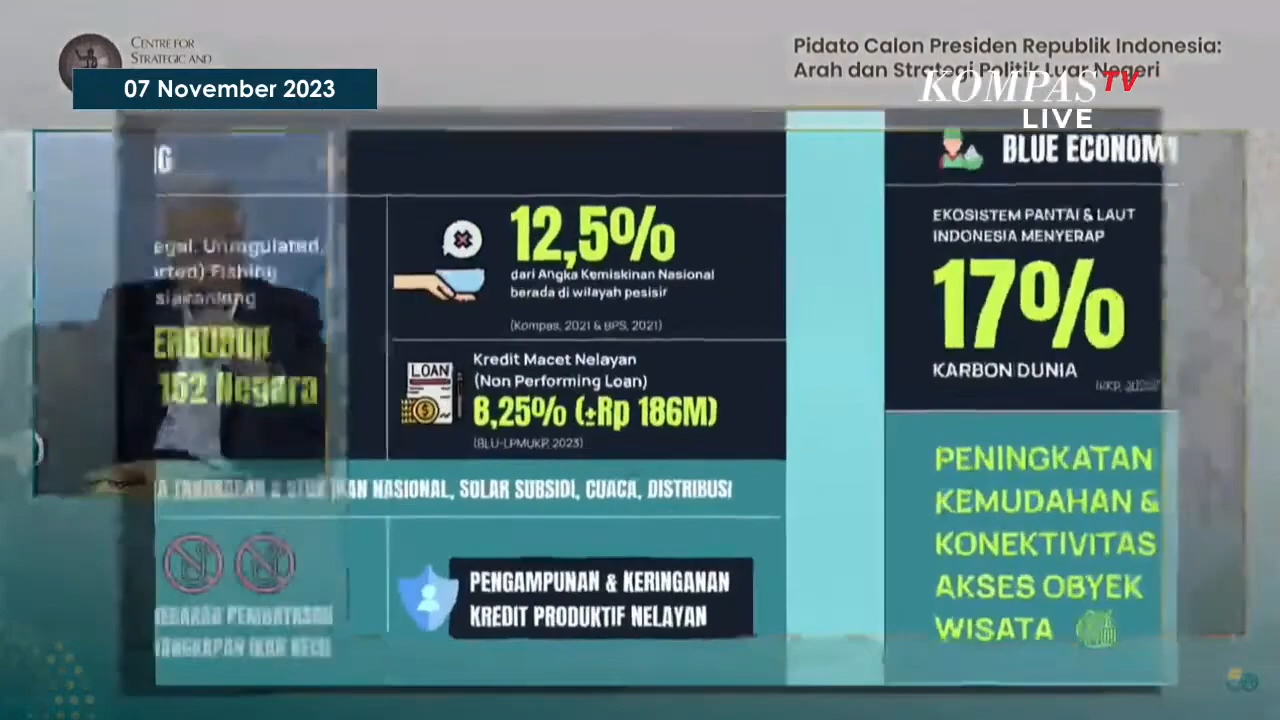 CENTRE FOR
STRATEGIC AND
07 November 2023
Pidato Calon Presiden Republik Indonesia:
Arah dan Strategi Politik Luar Negeri
KOMPAS TV
LIVE
BLUE ECONOMY
Unregulated,
Fishing
12,5%
dari Angka Kemiskinan Nasional
berada di wilayah pesisir
(Kompas, 2021 & BPS, 2021)
152 Negara
LOAN
Kredit Macet Nelayan
(Non Performing Loan)
6,25% (±Rp 186M)
(BLU-LPMUKP, 2023)
NASIONAL, SOLAR SUBSIDI, CUACA, DISTRIBUSI
PENGAMPUNAN & KERINGANAN
KREDIT PRODUKTIF NELAYAN
EKOSISTEM PANTAI & LAUT
INDONESIA MENYERAP
17%
KARBON DUNIA
PENINGKATAN
KEMUDAHAN &
KONEKTIVITAS
AKSES OBYEK
WISATA